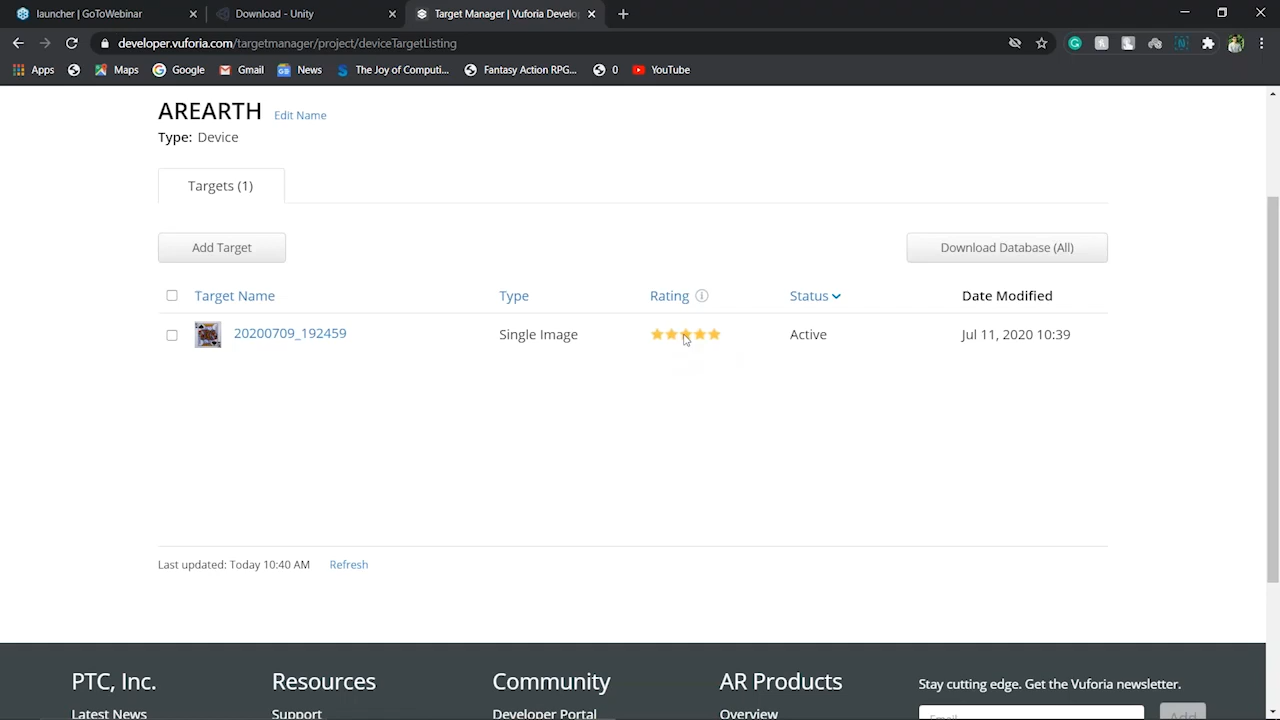 launcher | GoToWebinar
Download - Unity
Target Manager | Vuforia Develo
developer.vuforia.com/targetmanager/project/deviceTargetListing
Apps
Maps
Google
Gmail
News
The Joy of Computi...
Fantasy Action RPG...
0
YouTube
AREARTH Edit Name
Type: Device
Targets (1)
Add Target
Download Database (All)
Target Name Type Rating Status Date Modified
20200709_192459 Single Image Active Jul 11, 2020 10:39
Last updated: Today 10:40 AM Refresh
PTC, Inc. Resources Community AR Products Stay cutting edge. Get the Vuforia newsletter.
Latest News Support Developer Portal Overview Email Add